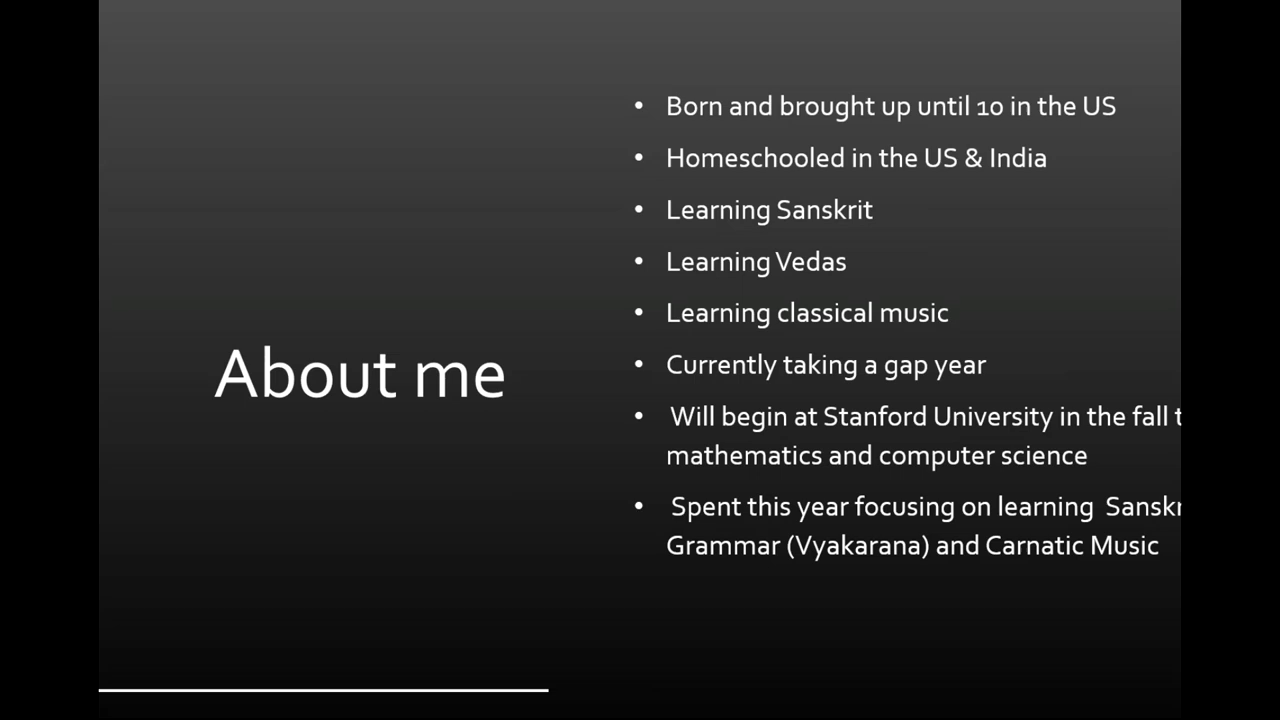 About me
• Born and brought up until 10 in the US
• Homeschooled in the US & India
• Learning Sanskrit
• Learning Vedas
• Learning classical music
• Currently taking a gap year
• Will begin at Stanford University in the fall
mathematics and computer science
• Spent this year focusing on learning
Grammar (Vyakarana) and Carnatic Music